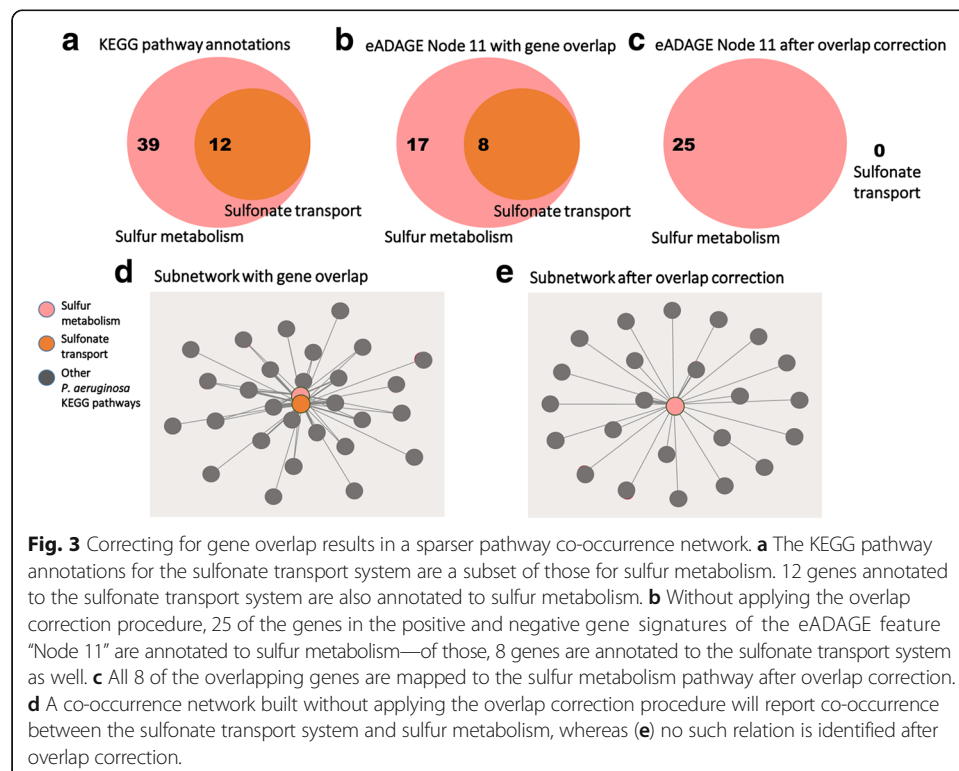 a KEGG pathway annotations
39
12
Sulfonate transport
Sulfur metabolism
b eADAGE Node 11 with gene overlap
17
8
Sulfonate transport
Sulfur metabolism
c eADAGE Node 11 after overlap correction
25
0
Sulfonate
transport
Sulfur metabolism
d Subnetwork with gene overlap
Sulfur
metabolism
Sulfonate
transport
Other
P. aeruginosa
KEGG pathways
e Subnetwork after overlap correction
Fig. 3 Correcting for gene overlap results in a sparser pathway co-occurrence network. a The KEGG pathway
annotations for the sulfonate transport system are a subset of those for sulfur metabolism. 12 genes annotated
to the sulfonate transport system are also annotated to sulfur metabolism. b Without applying the overlap
correction procedure, 25 of the genes in the positive and negative gene signatures of the eADAGE feature
“Node 11” are annotated to sulfur metabolism—of those, 8 genes are annotated to the sulfonate transport system
as well. c All 8 of the overlapping genes are mapped to the sulfur metabolism pathway after overlap correction.
d A co-occurrence network built without applying the overlap correction procedure will report co-occurrence
between the sulfonate transport system and sulfur metabolism, whereas (e) no such relation is identified after
overlap correction.